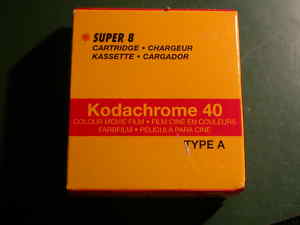 SUPER 8
CARTRIDGE • CHARGEUR
KASSETTE • CARGADOR
Kodachrome 40
COLOUR MOVIE FILM • FILM CINÉ EN COULEURS
FARBFILM • PELICULA PARA CINE
TYPE A